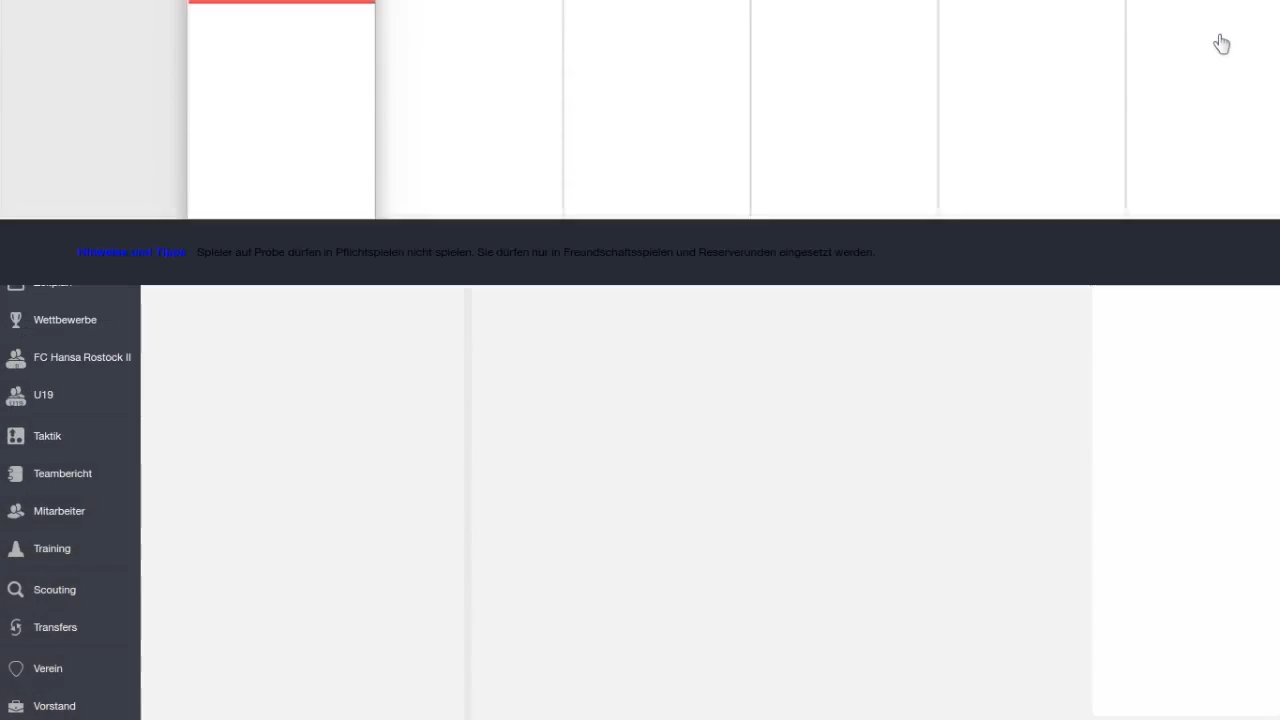 Hinweise und Tipps: Spieler auf Probe dürfen in Pflichtspielen nicht spielen. Sie dürfen nur in Freundschaftsspielen und Reserverunden eingesetzt werden.
Zeitplan
Wettbewerbe
FC Hansa Rostock II
U19
Taktik
Teambericht
Mitarbeiter
Training
Scouting
Transfers
Verein
Vorstand